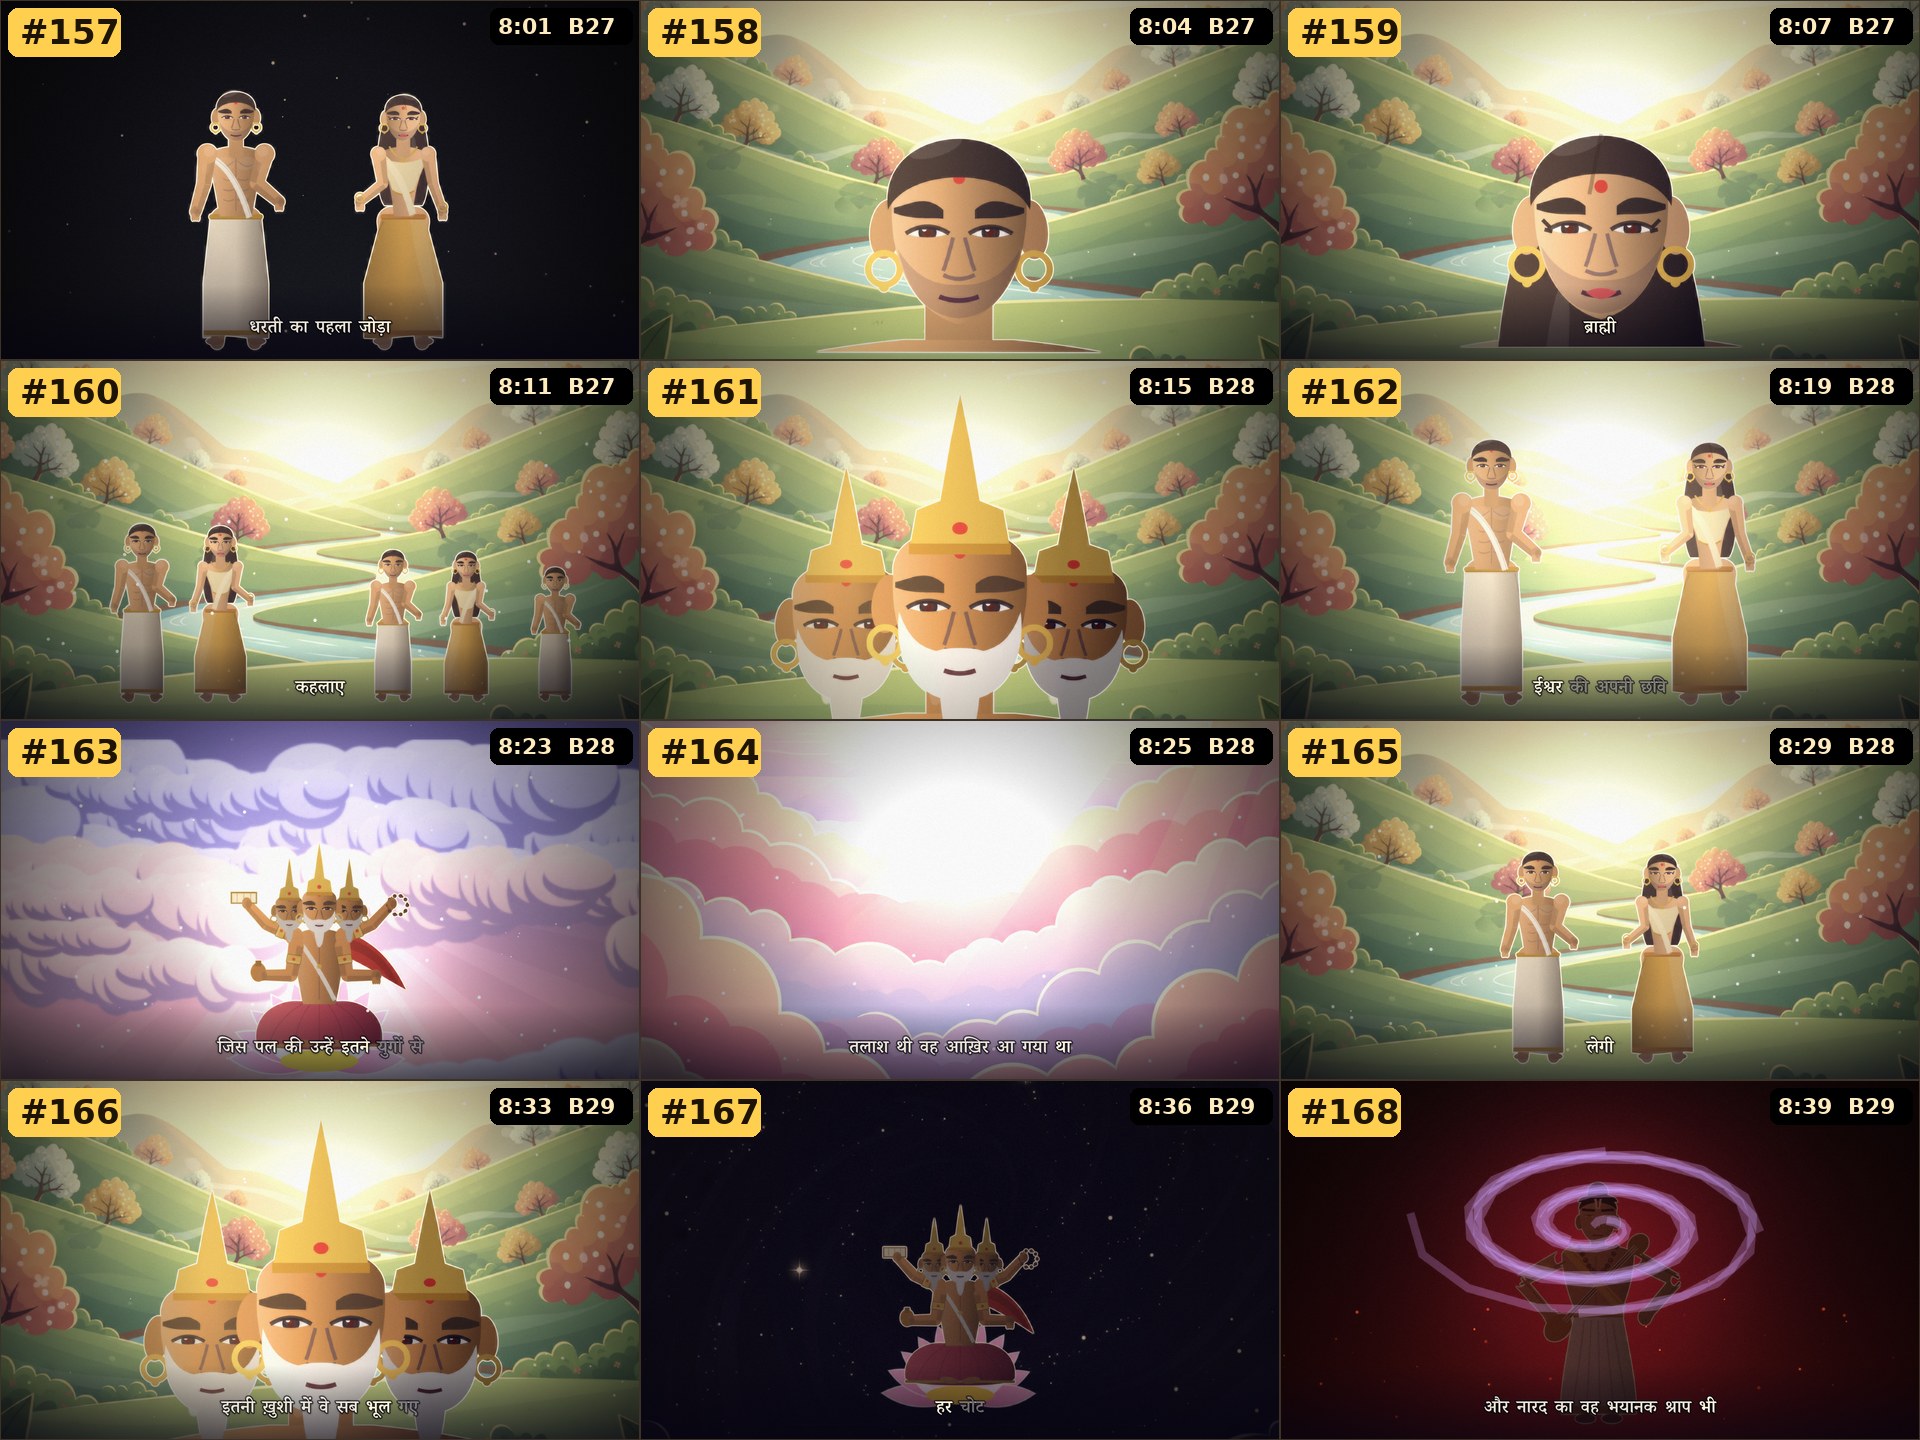 #157
8:01 B27
धरती का पहला जोड़ा
#158
8:04 B27
#159
8:07 B27
ब्राह्मी
#160
8:11 B27
कहलाए
#161
8:15 B28
#162
8:19 B28
ईश्वर की अपनी छवि
#163
8:23 B28
जिस पल की उन्हें इतने युगों से
#164
8:25 B28
तलाश थी वह आख़िर आ गया था
#165
8:29 B28
लेगी
#166
8:33 B29
इतनी ख़ुशी में वे सब भूल गए
#167
8:36 B29
हर चोट
#168
8:39 B29
और नारद का वह भयानक श्राप भी